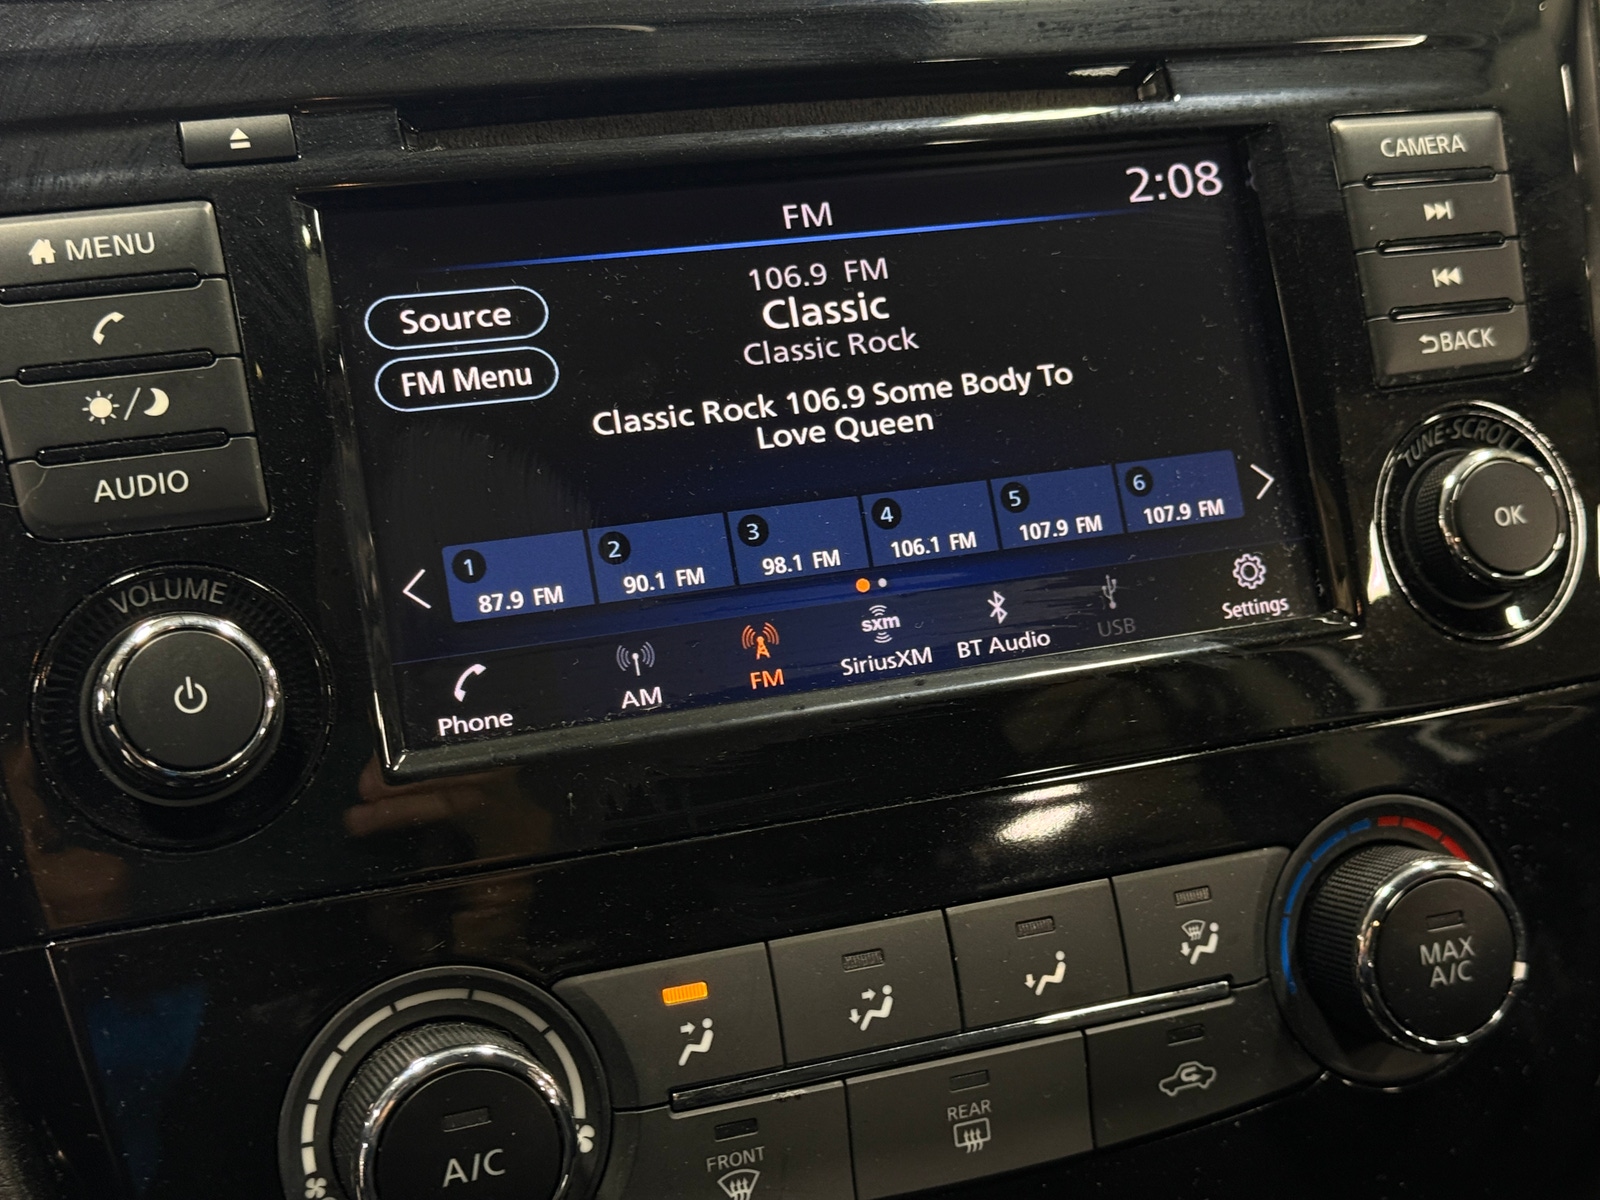 MENU
AUDIO
VOLUME
FM
2:08
Source
FM Menu
106.9 FM
Classic
Classic Rock
Classic Rock 106.9 Some Body To
Love Queen
1
87.9 FM
2
90.1 FM
3
98.1 FM
4
106.1 FM
5
107.9 FM
6
107.9 FM
Phone
AM
FM
sxm
SiriusXM
BT Audio
USB
Settings
CAMERA
BACK
TUNE·SCROLL
OK
A/C
FRONT
REAR
MAX
A/C